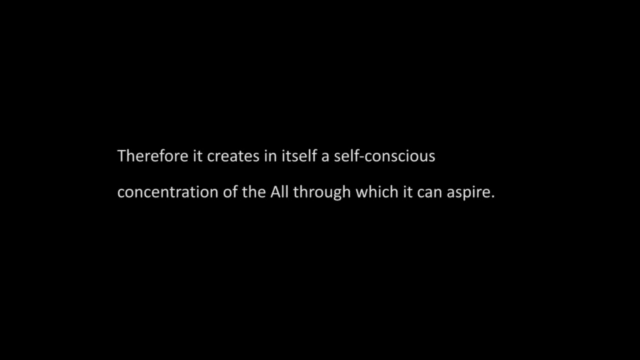 Therefore it creates in itself a self-conscious
concentration of the All through which it can aspire.